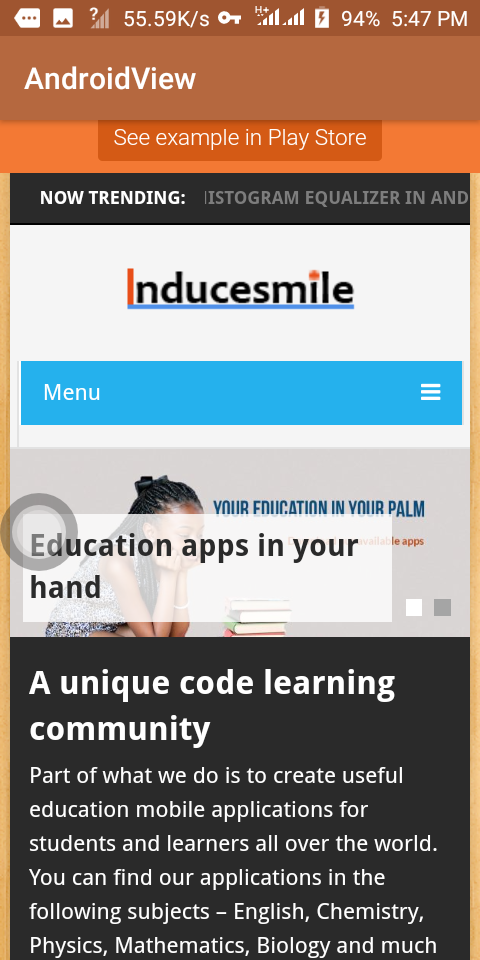 55.59K/s H+ 94% 5:47 PM
AndroidView
See example in Play Store
NOW TRENDING: ISTOGRAM EQUALIZER IN AND
Inducesmile
Menu
YOUR EDUCATION IN YOUR PALM
available apps
Education apps in your
hand
A unique code learning
community
Part of what we do is to create useful
education mobile applications for
students and learners all over the world.
You can find our applications in the
following subjects – English, Chemistry,
Physics, Mathematics, Biology and much